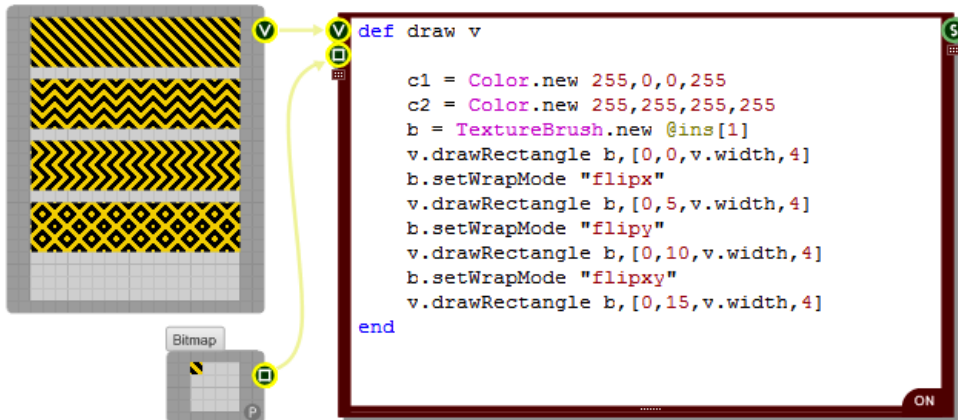 V
V
def draw v
S
c1 = Color.new 255,0,0,255
c2 = Color.new 255,255,255,255
b = TextureBrush.new @ins[1]
v.drawRectangle b,[0,0,v.width,4]
b.setWrapMode "flipx"
v.drawRectangle b,[0,5,v.width,4]
b.setWrapMode "flipy"
v.drawRectangle b,[0,10,v.width,4]
b.setWrapMode "flipxy"
v.drawRectangle b,[0,15,v.width,4]
end
Bitmap
P
ON